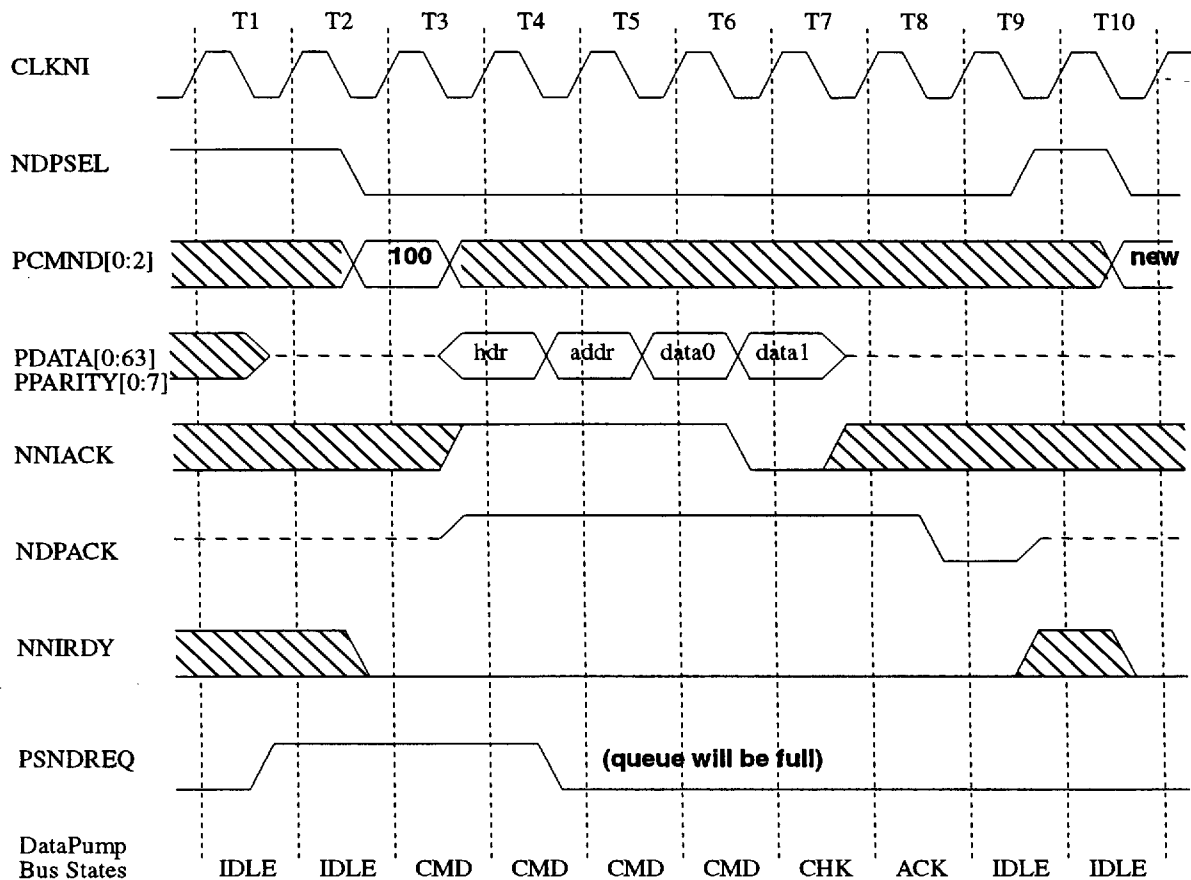 T1 T2 T3 T4 T5 T6 T7 T8 T9 T10
CLKNI
NDPSEL
PCMND[0:2] 100 new
PDATA[0:63] hdr addr data0 data1
PPARITY[0:7]
NNIACK
NDPACK
NNIRDY
PSNDREQ (queue will be full)
DataPump
Bus States IDLE IDLE CMD CMD CMD CMD CHK ACK IDLE IDLE